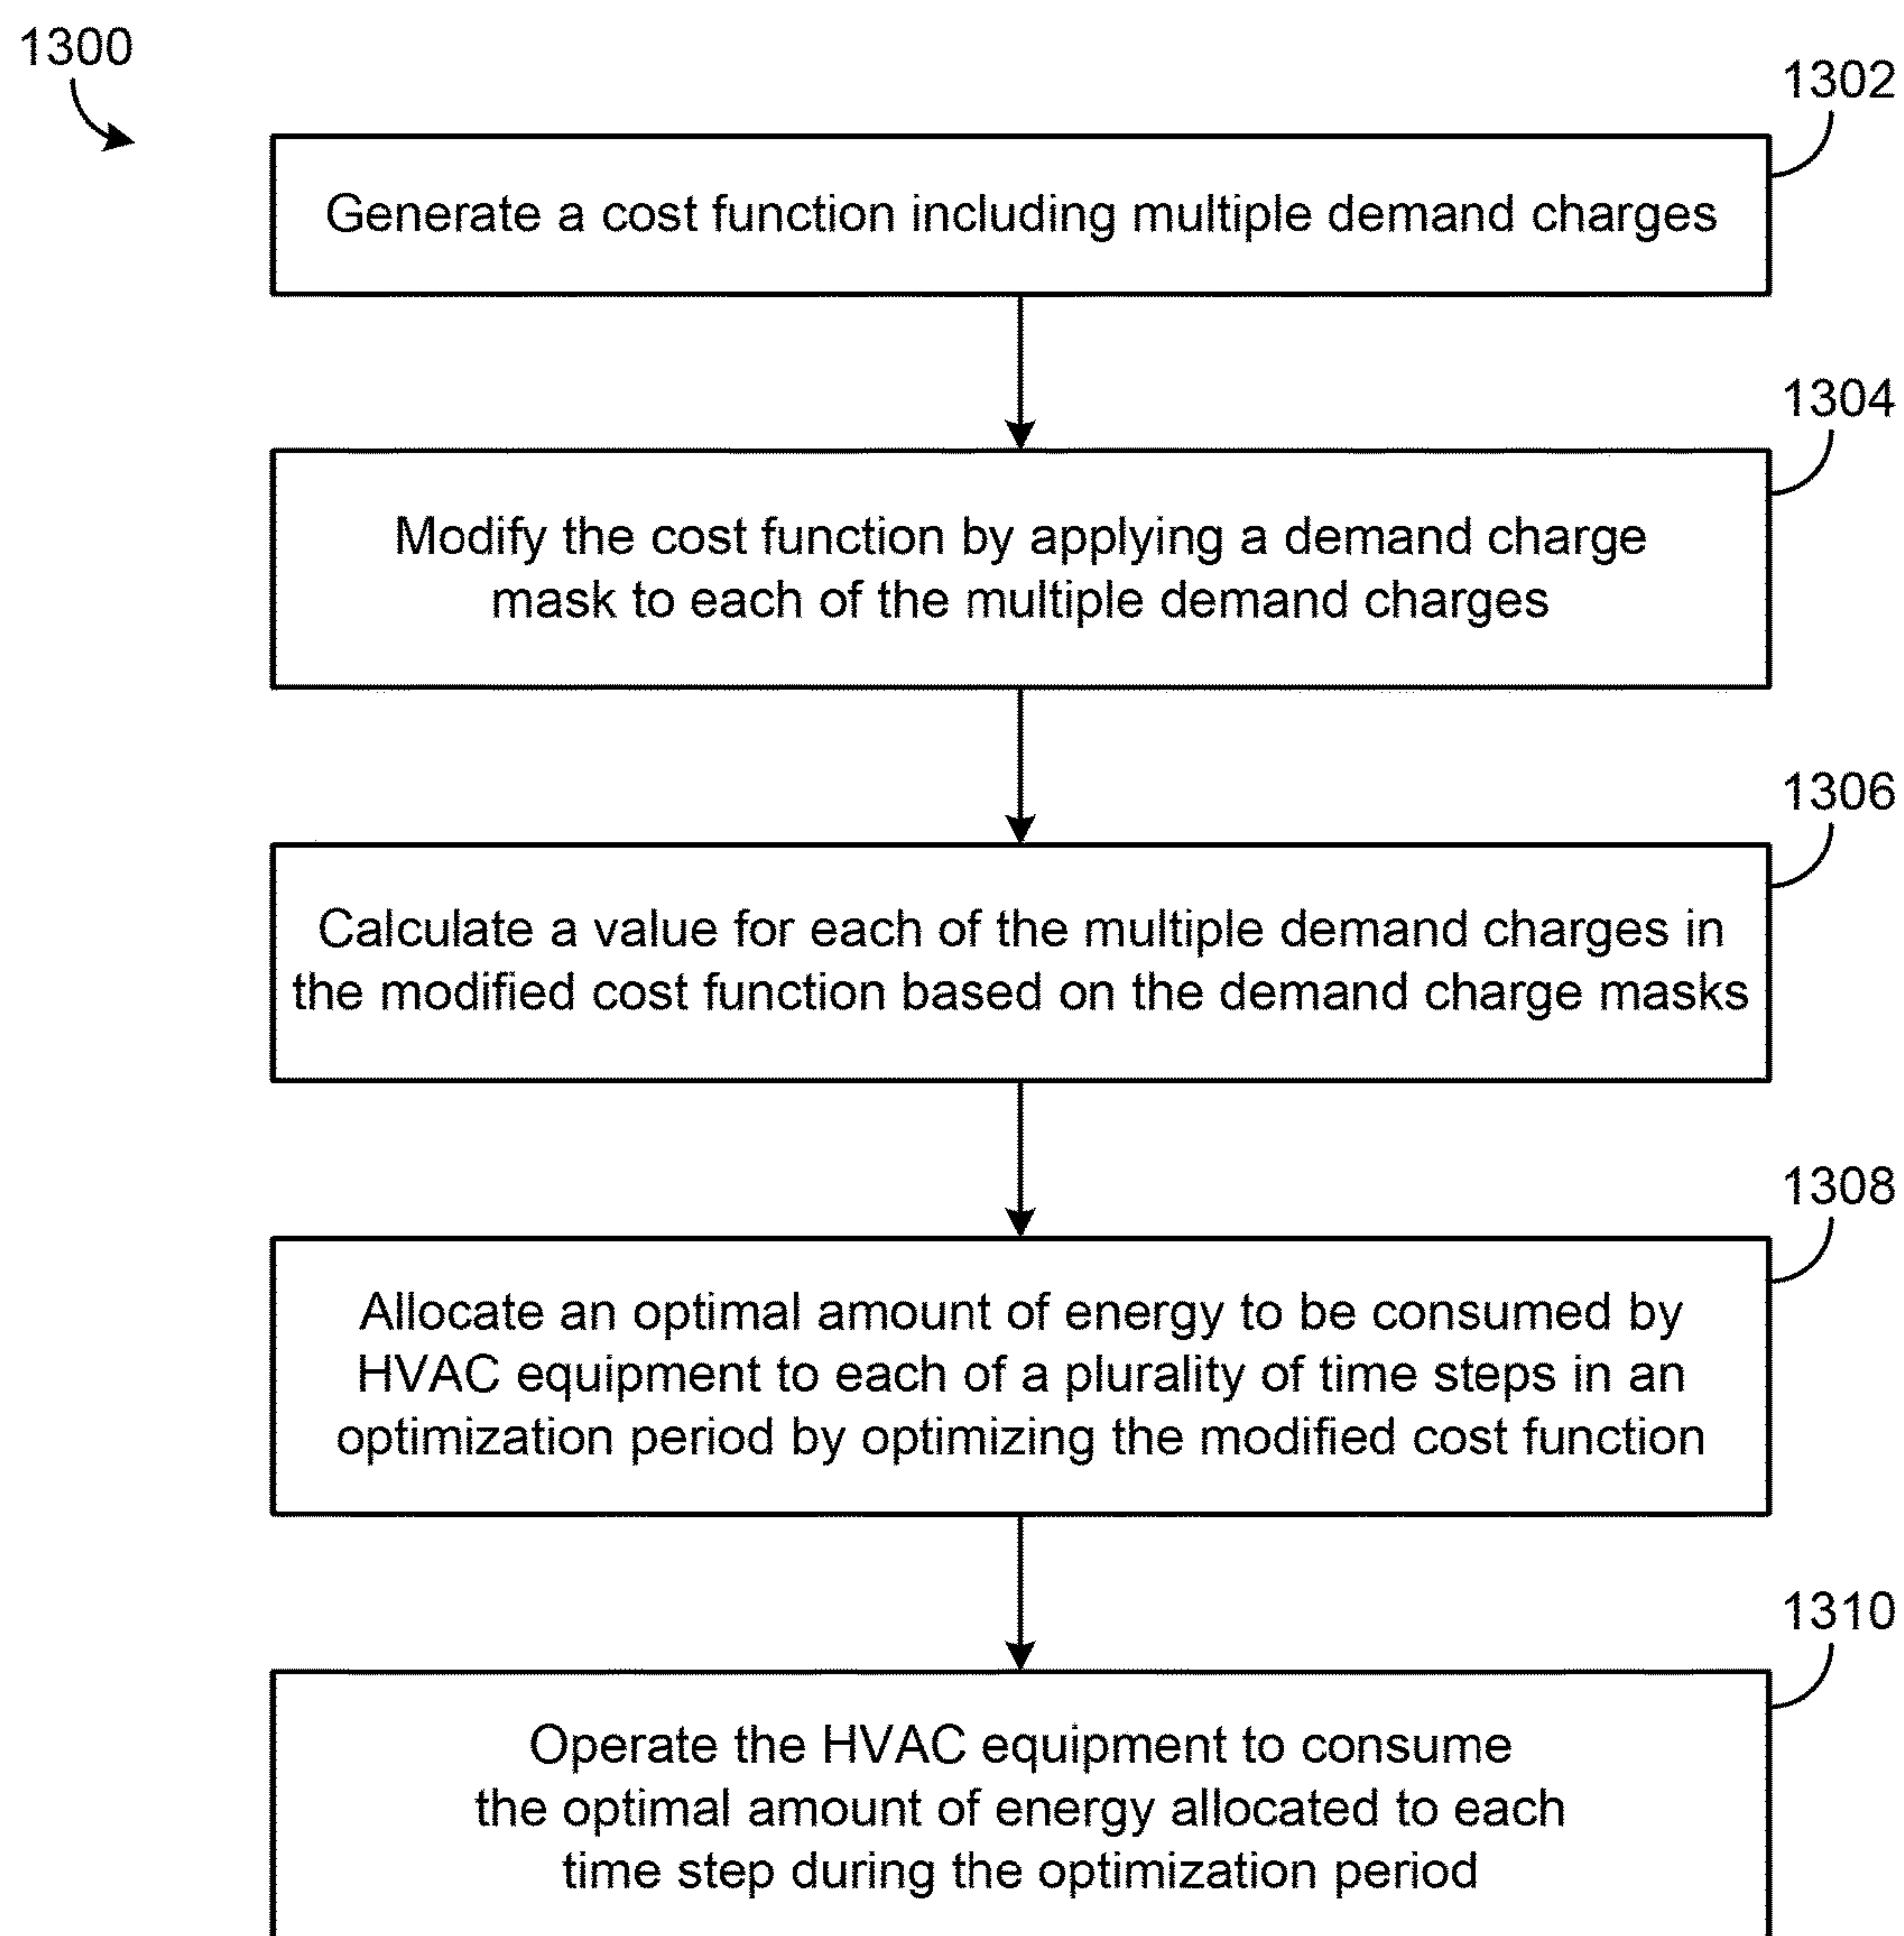 1300
1302
Generate a cost function including multiple demand charges
1304
Modify the cost function by applying a demand charge
mask to each of the multiple demand charges
1306
Calculate a value for each of the multiple demand charges in
the modified cost function based on the demand charge masks
1308
Allocate an optimal amount of energy to be consumed by
HVAC equipment to each of a plurality of time steps in an
optimization period by optimizing the modified cost function
1310
Operate the HVAC equipment to consume
the optimal amount of energy allocated to each
time step during the optimization period